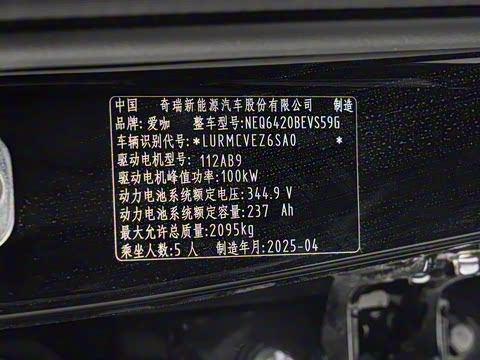 中国 奇瑞新能源汽车股份有限公司 制造
品牌:爱咖 整车型号:NEQ6420BEVS59G
车辆识别代号:*LURMCVEZ6SA0 *
驱动电机型号:112AB9
驱动电机峰值功率:100kW
动力电池系统额定电压:344.9 V
动力电池系统额定容量:237 Ah
最大允许总质量:2095kg
乘坐人数:5 人 制造年月:2025-04